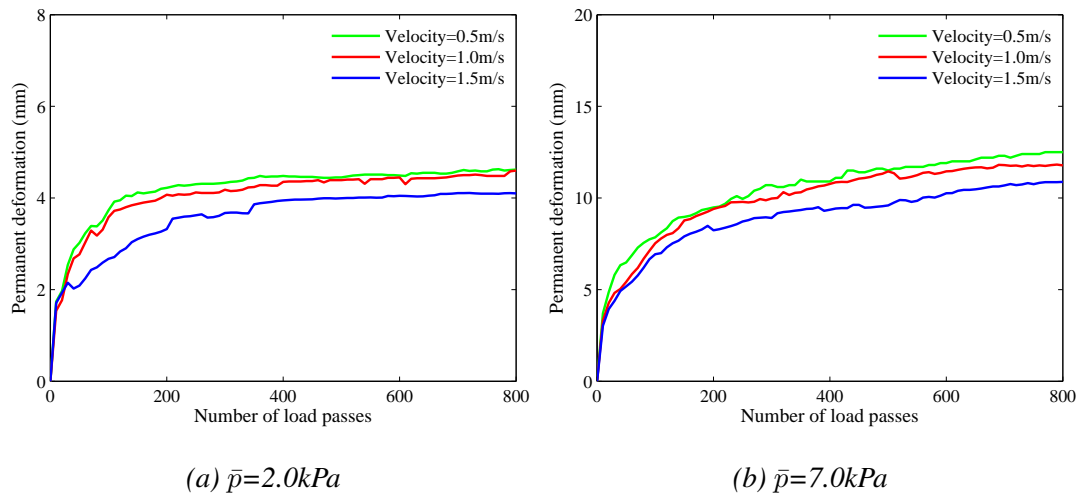 8
6
4
2
0
0
200
400
600
800
Permanent deformation (mm)
Number of load passes
Velocity=0.5m/s
Velocity=1.0m/s
Velocity=1.5m/s
(a) p̄=2.0kPa
20
15
10
5
0
0
200
400
600
800
Permanent deformation (mm)
Number of load passes
Velocity=0.5m/s
Velocity=1.0m/s
Velocity=1.5m/s
(b) p̄=7.0kPa